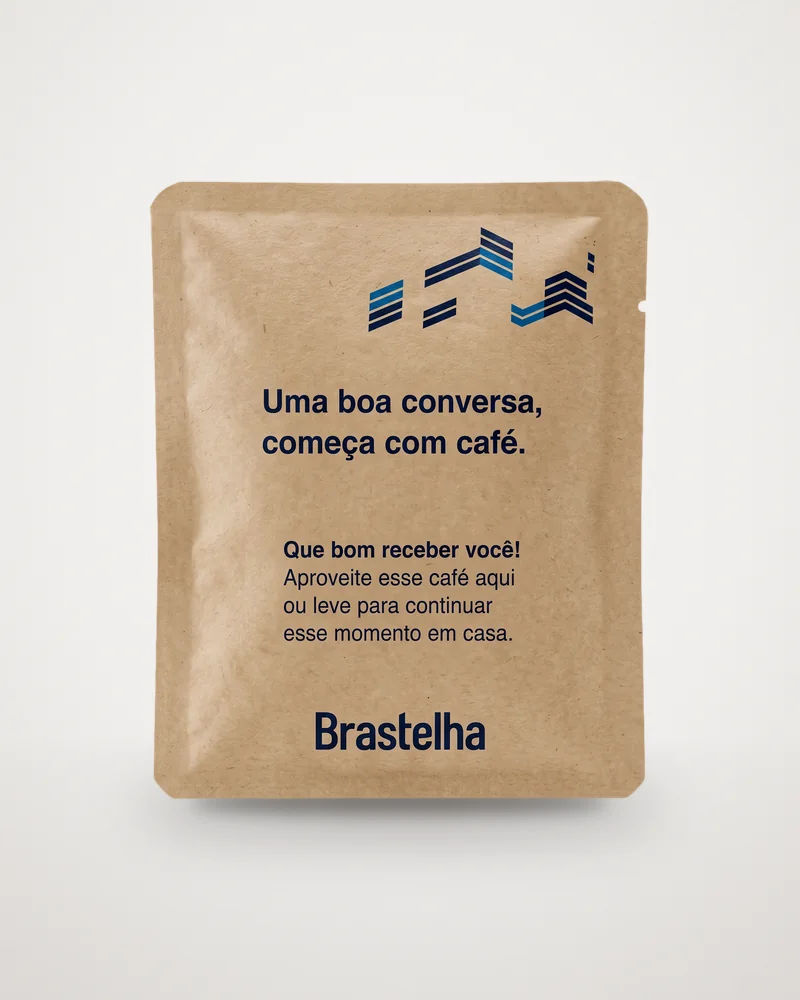 Uma boa conversa,
começa com café.
Que bom receber você!
Aproveite esse café aqui
ou leve para continuar
esse momento em casa.
Brastelha